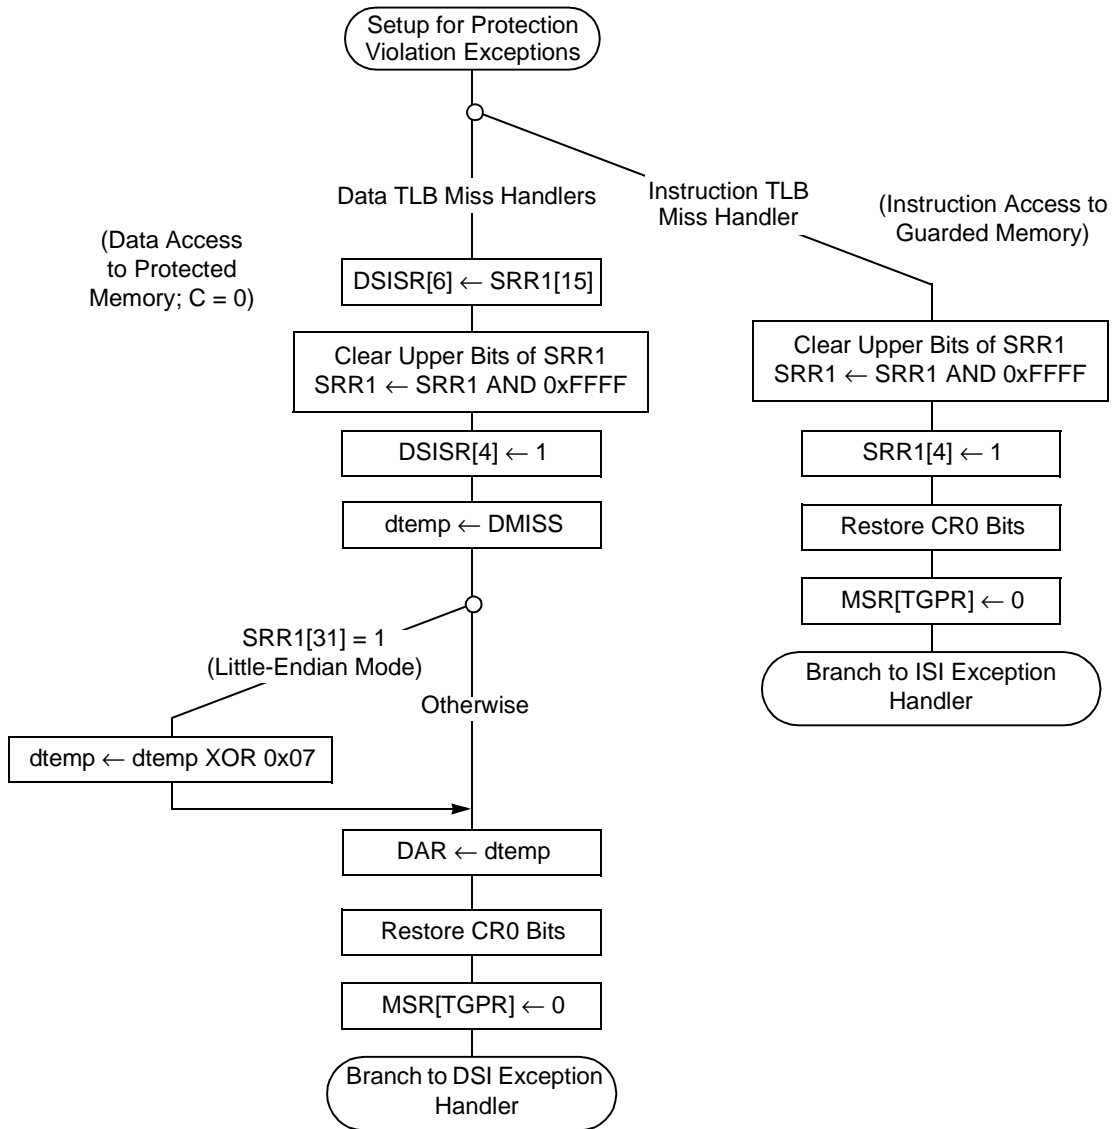 Setup for Protection
Violation Exceptions
Data TLB Miss Handlers
Instruction TLB
Miss Handler
(Instruction Access to
Guarded Memory)
(Data Access
to Protected
Memory; C = 0)
DSISR[6] ← SRR1[15]
Clear Upper Bits of SRR1
SRR1 ← SRR1 AND 0xFFFF
DSISR[4] ← 1
dtemp ← DMISS
Clear Upper Bits of SRR1
SRR1 ← SRR1 AND 0xFFFF
SRR1[4] ← 1
Restore CR0 Bits
MSR[TGPR] ← 0
Branch to ISI Exception
Handler
SRR1[31] = 1
(Little-Endian Mode)
Otherwise
dtemp ← dtemp XOR 0x07
DAR ← dtemp
Restore CR0 Bits
MSR[TGPR] ← 0
Branch to DSI Exception
Handler